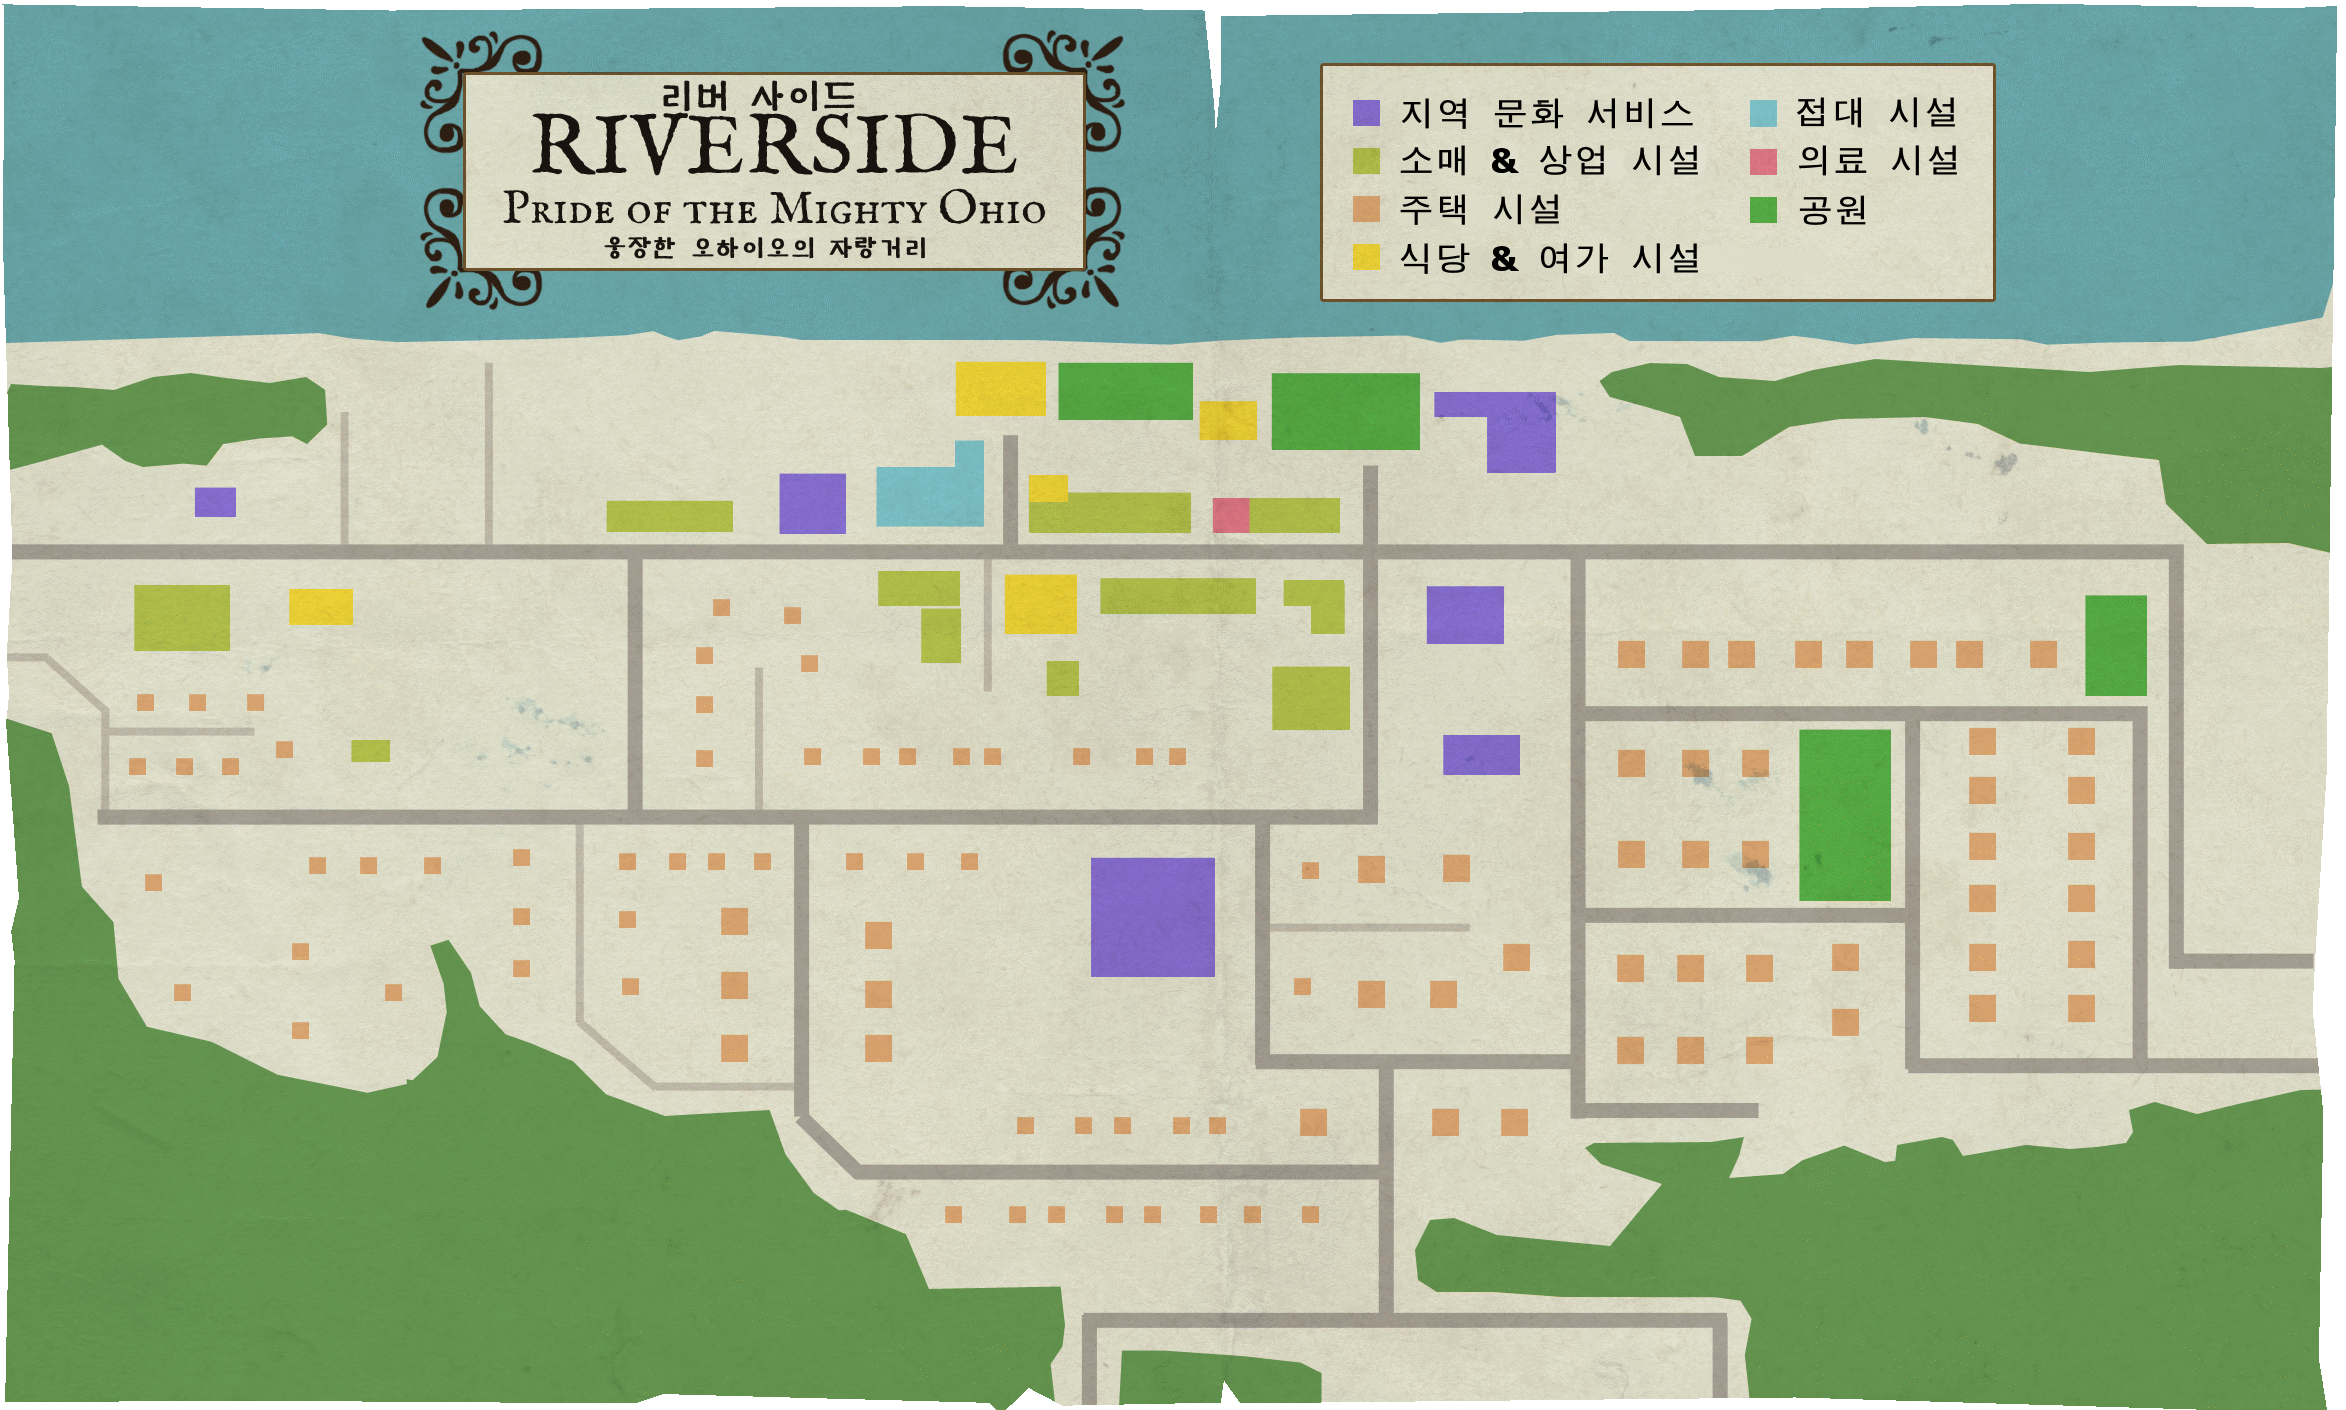 리버 사이드
RIVERSIDE
PRIDE OF THE MIGHTY OHIO
웅장한 오하이오의 자랑거리
지역 문화 서비스
소매 & 상업 시설
주택 시설
식당 & 여가 시설
접대 시설
의료 시설
공원